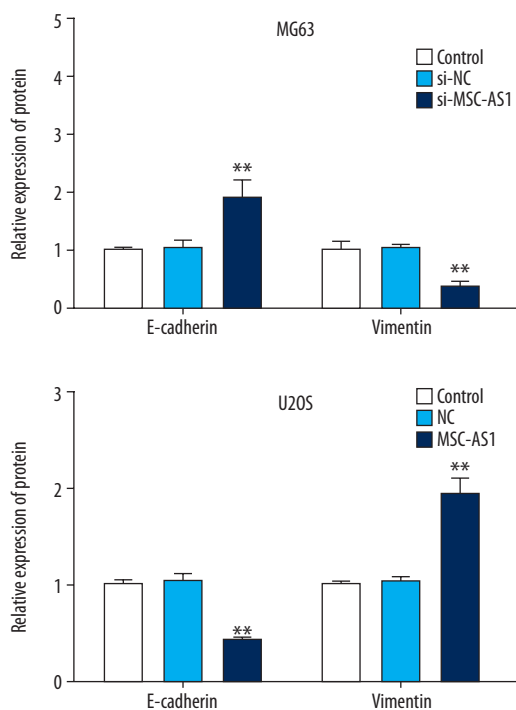 MG63
5
4
3
2
1
0
Relative expression of protein
Control
si-NC
si-MSC-AS1
**
**
E-cadherin
Vimentin
U2OS
3
2
1
0
Relative expression of protein
Control
NC
MSC-AS1
**
**
E-cadherin
Vimentin